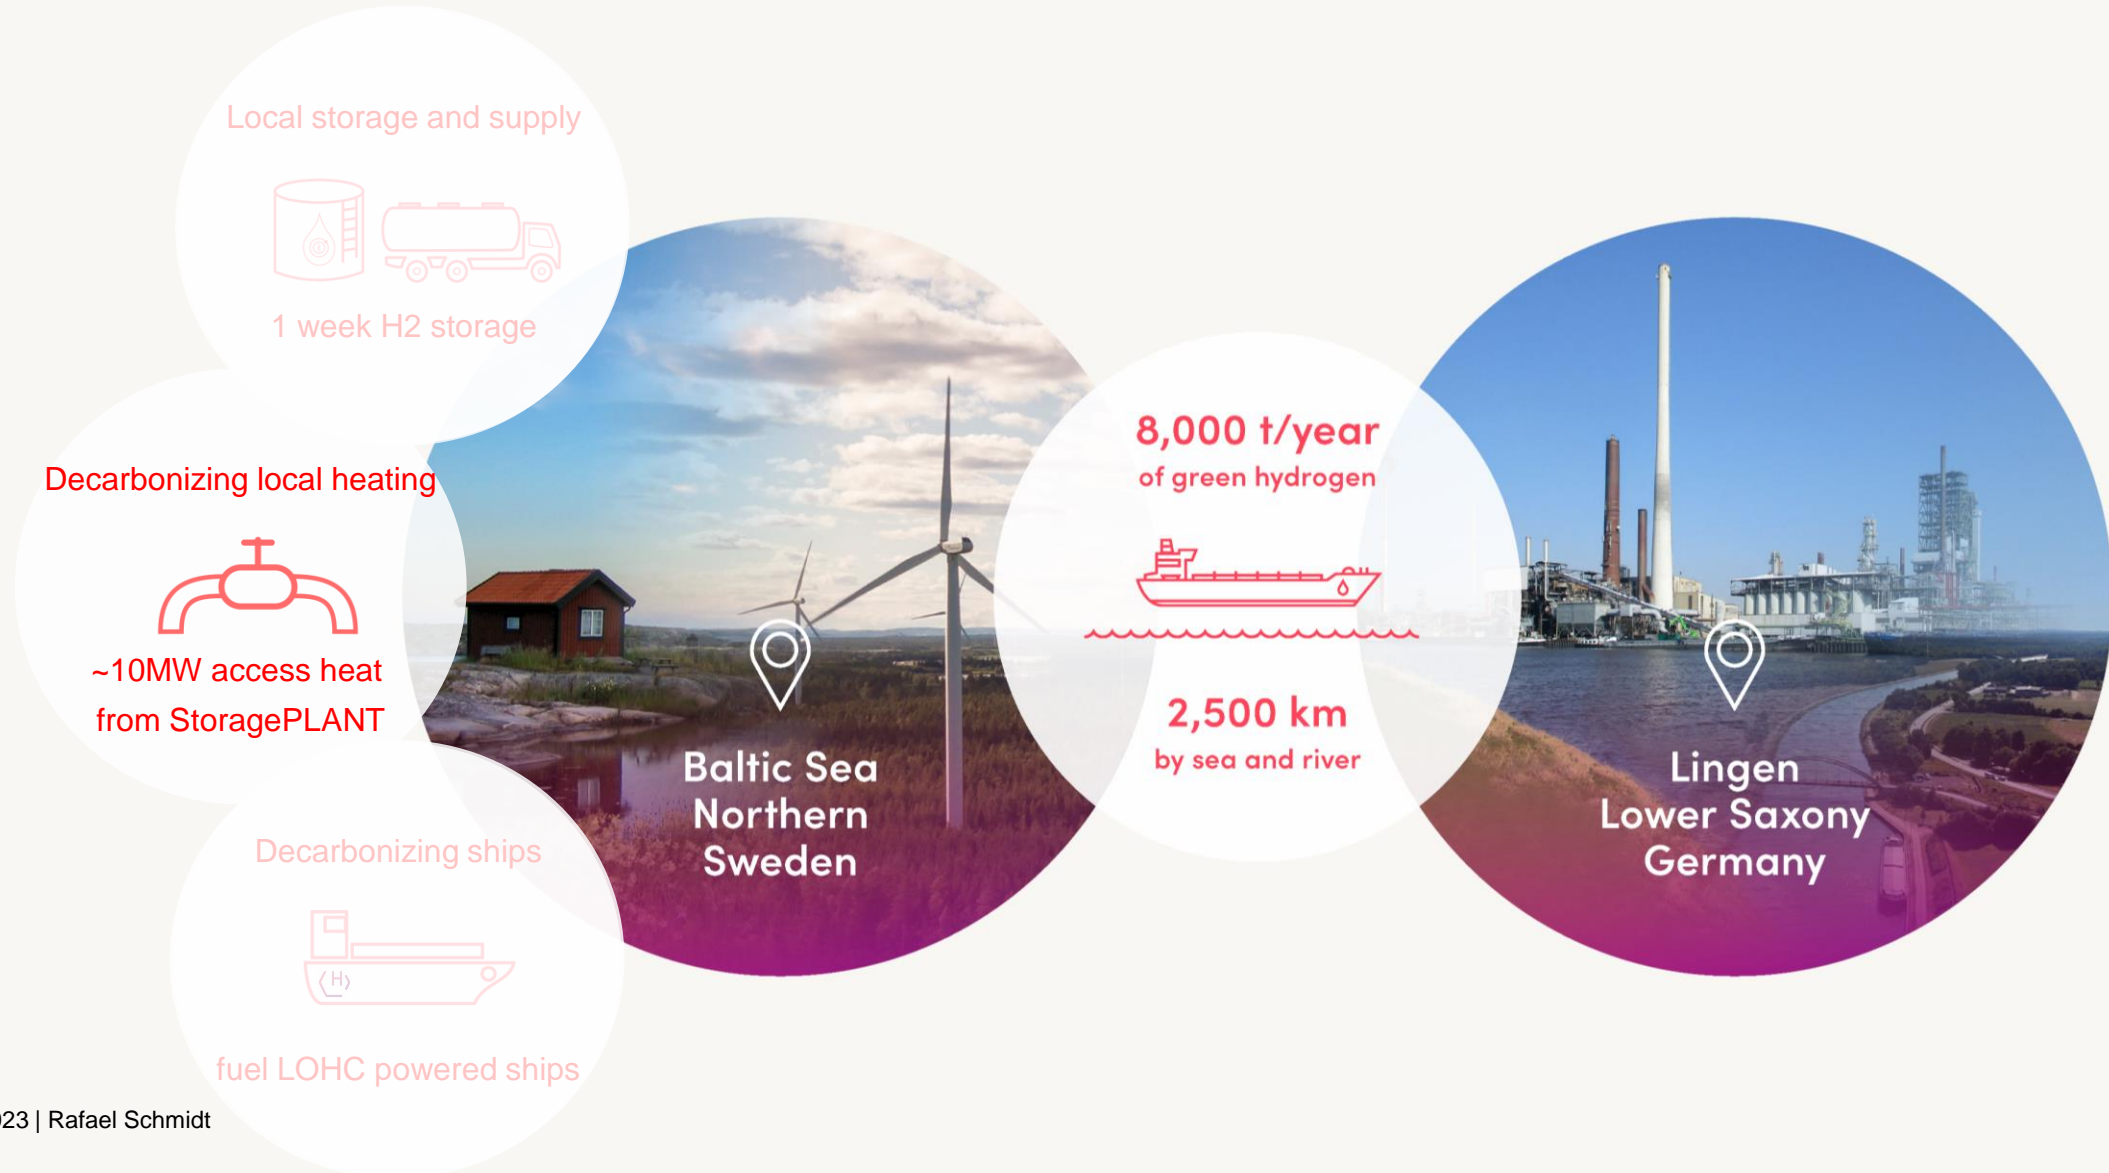 Local storage and supply
1 week H2 storage
Decarbonizing local heating
~10MW access heat
from StoragePLANT
Decarbonizing ships
H
fuel LOHC powered ships
Baltic Sea
Northern
Sweden
8,000 t/year
of green hydrogen
2,500 km
by sea and river
Lingen
Lower Saxony
Germany
23 | Rafael Schmidt